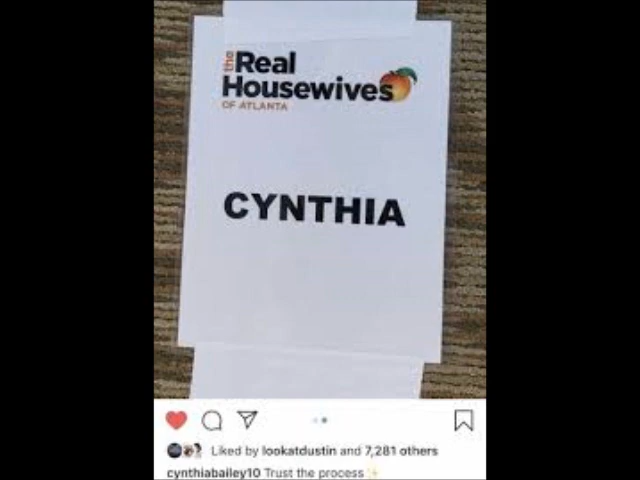 the Real
Housewives
OF ATLANTA
CYNTHIA
Liked by lookatdustin and 7,281 others
cynthiabailey10 Trust the process✨